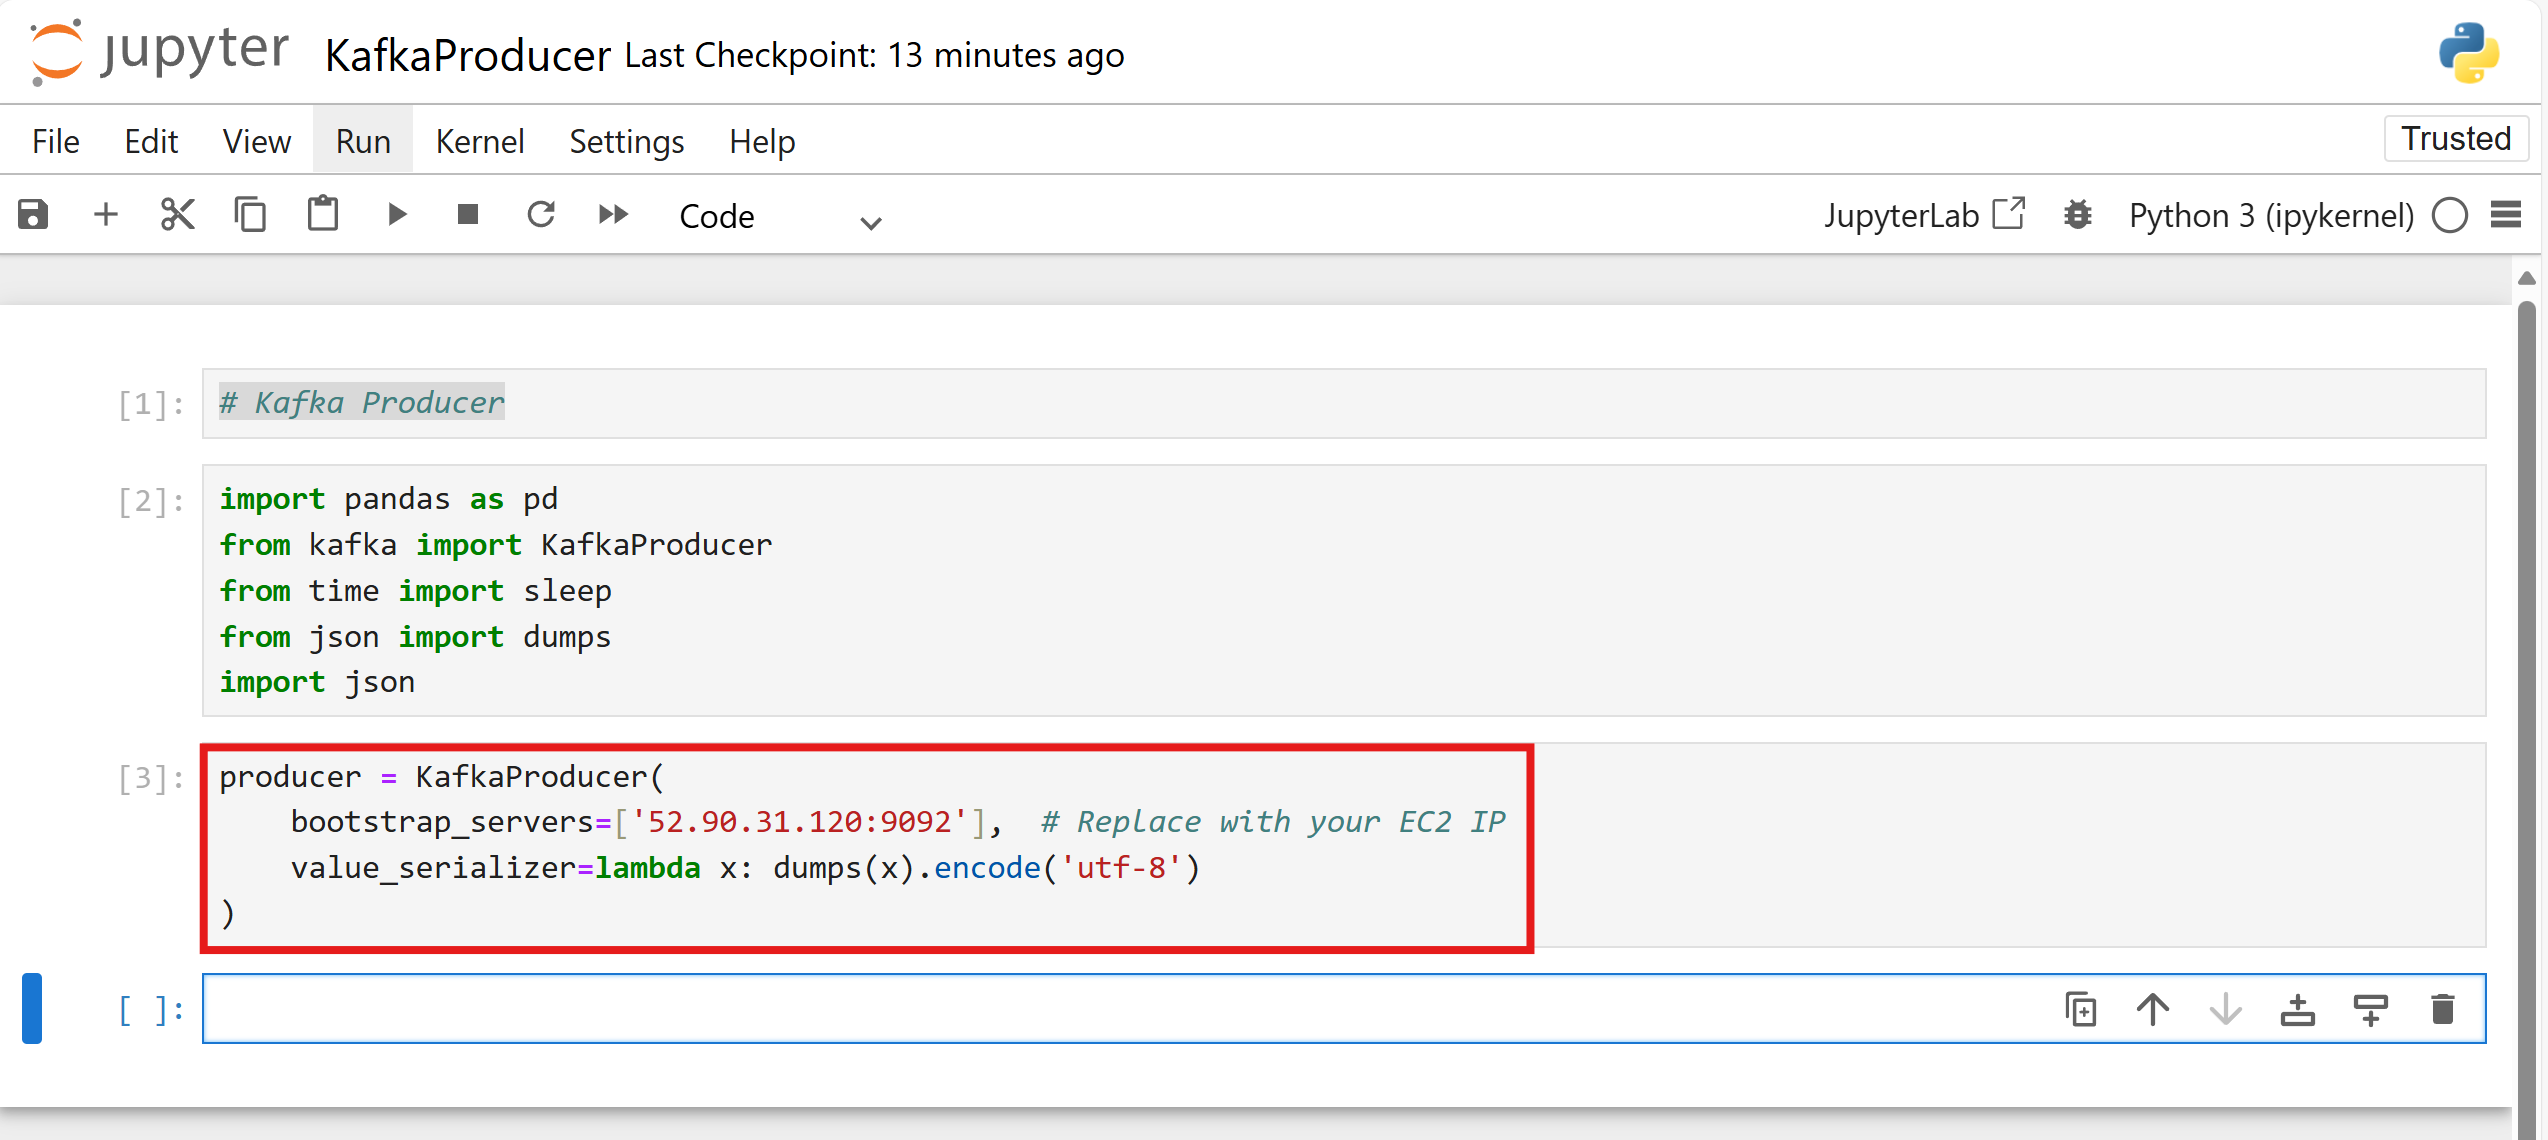 jupyter KafkaProducer Last Checkpoint: 13 minutes ago
File Edit View Run Kernel Settings Help Trusted
Code JupyterLab Python 3 (ipykernel)
[1]: # Kafka Producer
[2]: import pandas as pd
from kafka import KafkaProducer
from time import sleep
from json import dumps
import json
[3]: producer = KafkaProducer(
    bootstrap_servers=['52.90.31.120:9092'],  # Replace with your EC2 IP
    value_serializer=lambda x: dumps(x).encode('utf-8')
)
[ ]: